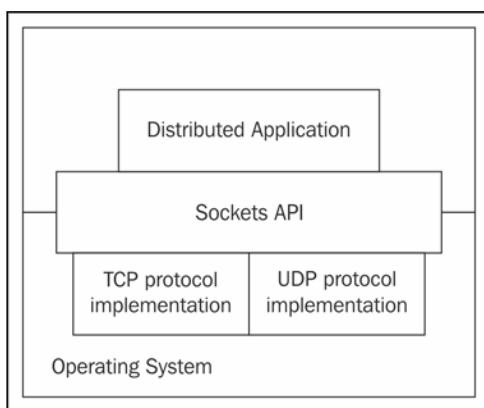 Distributed Application
Sockets API
TCP protocol
implementation
UDP protocol
implementation
Operating System